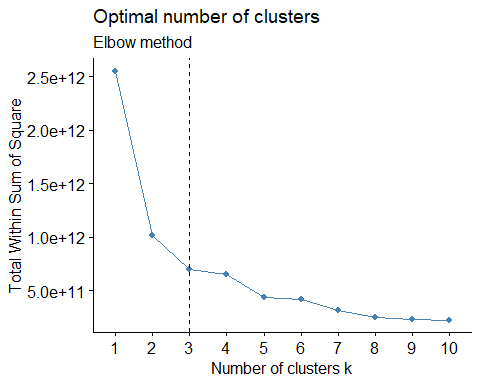 Optimal number of clusters
Elbow method
Total Within Sum of Square
2.5e+12
2.0e+12
1.5e+12
1.0e+12
5.0e+11
1 2 3 4 5 6 7 8 9 10
Number of clusters k